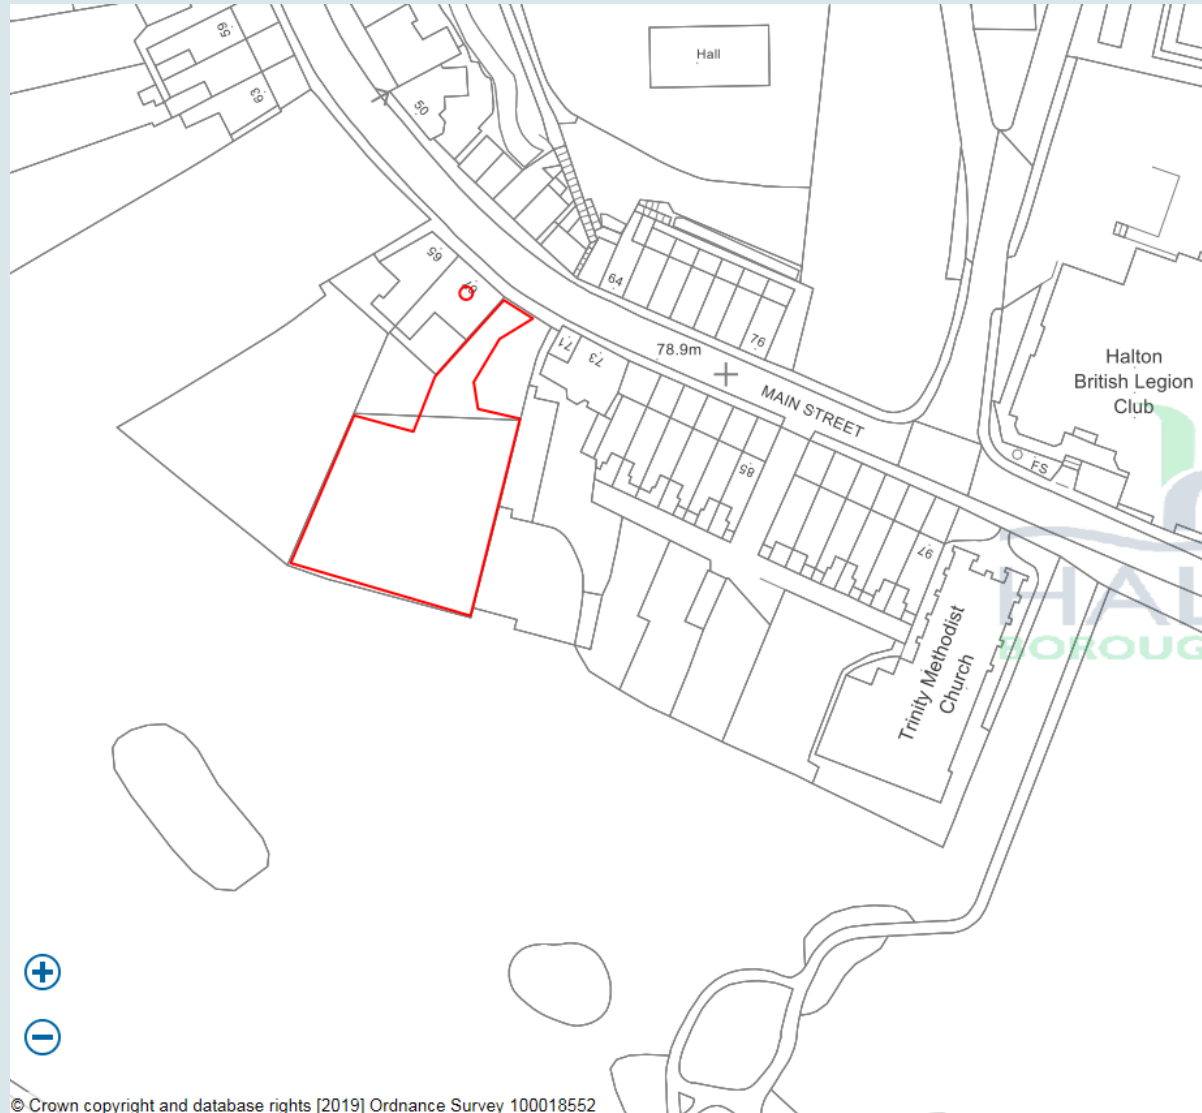 59
63
50
Hall
65
67
64
76
71
73
78.9m
MAIN STREET
85
97
Halton
British Legion
Club
FS
Trinity Methodist
Church
HAL
BOROUG
© Crown copyright and database rights [2019] Ordnance Survey 100018552